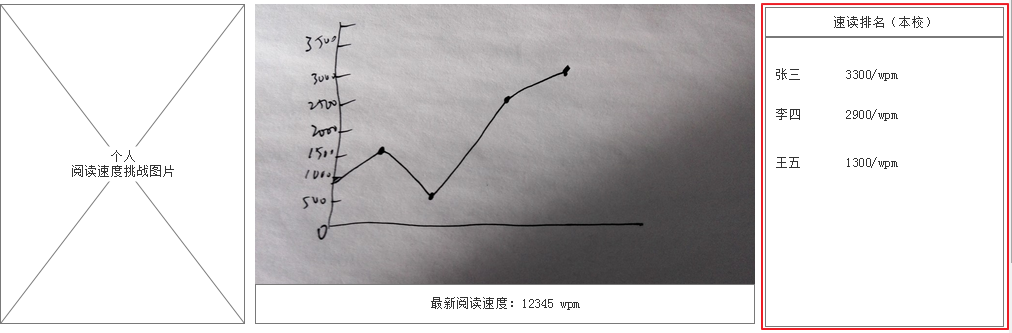 个人
阅读速度挑战图片
3500
3000
2500
2000
1500
1000
500
0
最新阅读速度: 12345 wpm
速读排名（本校）
张三 3300/wpm
李四 2900/wpm
王五 1300/wpm